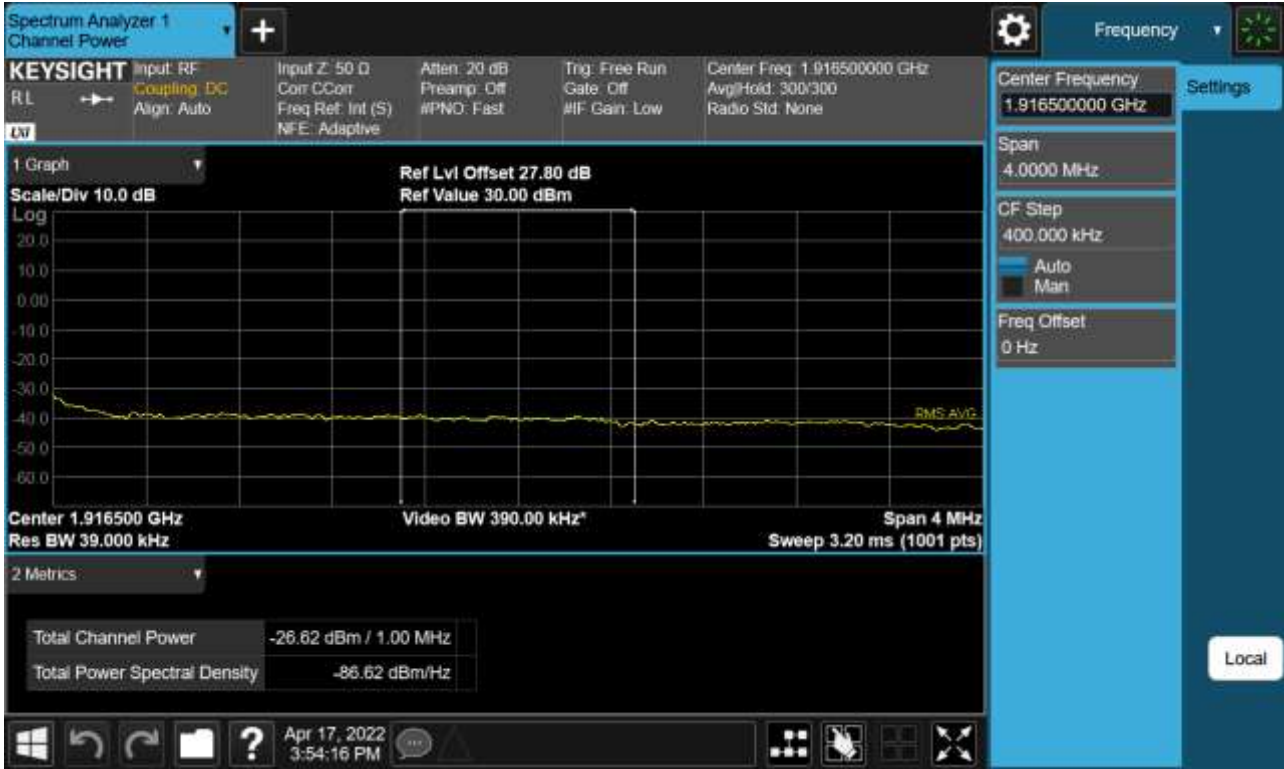 Spectrum Analyzer 1
Channel Power
+
Frequency
KEYSIGHT
RL
LXI
Input: RF
Coupling: DC
Align: Auto
Input Z: 50 Ω
Corr CCorr
Freq Ref: Int (S)
NFE: Adaptive
Atten: 20 dB
Preamp: Off
#PNO: Fast
Trig: Free Run
Gate: Off
#IF Gain: Low
Center Freq: 1.916500000 GHz
Avg|Hold: 300/300
Radio Std: None
Center Frequency
1.916500000 GHz
Settings
Span
4.0000 MHz
CF Step
400.000 kHz
Auto
Man
Freq Offset
0 Hz
1 Graph
Scale/Div 10.0 dB
Ref Lvl Offset 27.80 dB
Ref Value 30.00 dBm
Log
20.0
10.0
0.00
-10.0
-20.0
-30.0
-40.0
-50.0
-60.0
RMS AVG
Center 1.916500 GHz
Res BW 39.000 kHz
Video BW 390.00 kHz*
Span 4 MHz
Sweep 3.20 ms (1001 pts)
2 Metrics
Total Channel Power -26.62 dBm / 1.00 MHz
Total Power Spectral Density -86.62 dBm/Hz
Local
?
Apr 17, 2022
3:54:16 PM